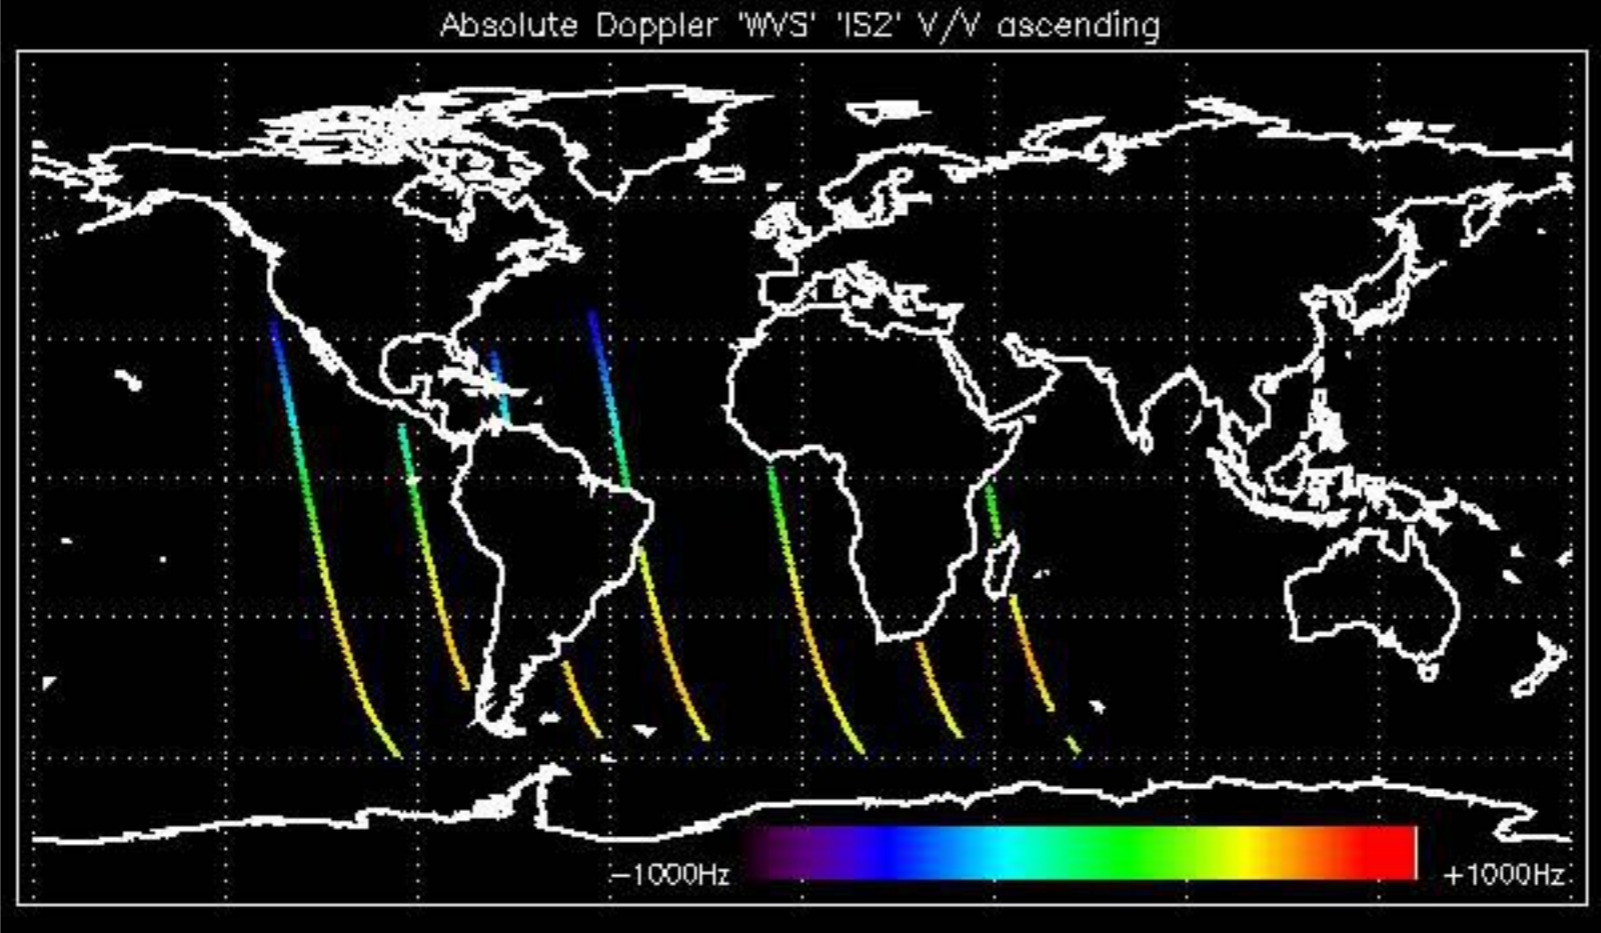 Absolute Doppler 'WVS' 'IS2' V/V ascending
-1000Hz +1000Hz